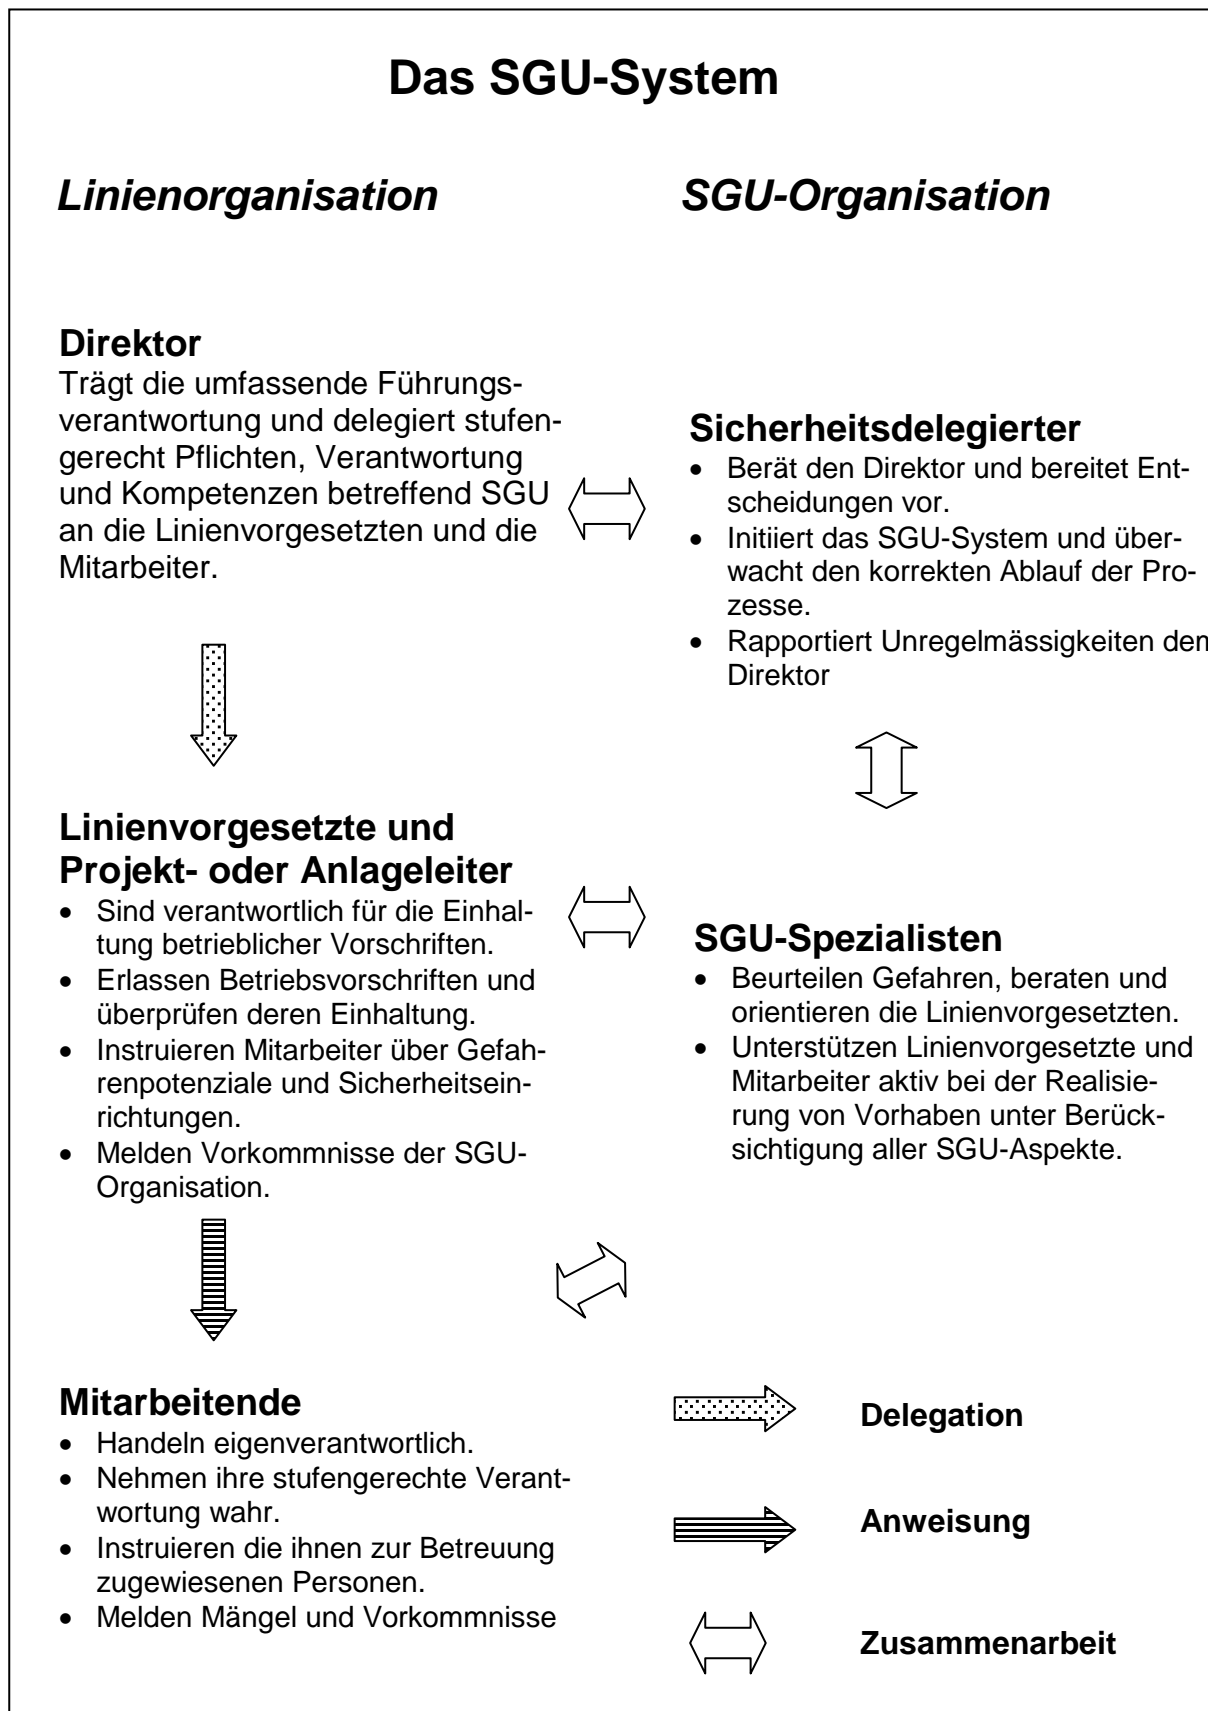 Das SGU-System
Linienorganisation
SGU-Organisation
Direktor
Trägt die umfassende Führungs-
verantwortung und delegiert stufen-
gerecht Pflichten, Verantwortung
und Kompetenzen betreffend SGU
an die Linienvorgesetzten und die
Mitarbeiter.
Sicherheitsdelegierter
• Berät den Direktor und bereitet Ent-
scheidungen vor.
• Initiiert das SGU-System und über-
wacht den korrekten Ablauf der Pro-
zesse.
• Rapportiert Unregelmässigkeiten dem
Direktor
Linienvorgesetzte und
Projekt- oder Anlageleiter
• Sind verantwortlich für die Einhal-
tung betrieblicher Vorschriften.
• Erlassen Betriebsvorschriften und
überprüfen deren Einhaltung.
• Instruieren Mitarbeiter über Gefah-
renpotenziale und Sicherheitsein-
richtungen.
• Melden Vorkommnisse der SGU-
Organisation.
SGU-Spezialisten
• Beurteilen Gefahren, beraten und
orientieren die Linienvorgesetzten.
• Unterstützen Linienvorgesetzte und
Mitarbeiter aktiv bei der Realisie-
rung von Vorhaben unter Berück-
sichtigung aller SGU-Aspekte.
Mitarbeitende
• Handeln eigenverantwortlich.
• Nehmen ihre stufengerechte Verant-
wortung wahr.
• Instruieren die ihnen zur Betreuung
zugewiesenen Personen.
• Melden Mängel und Vorkommnisse
Delegation
Anweisung
Zusammenarbeit